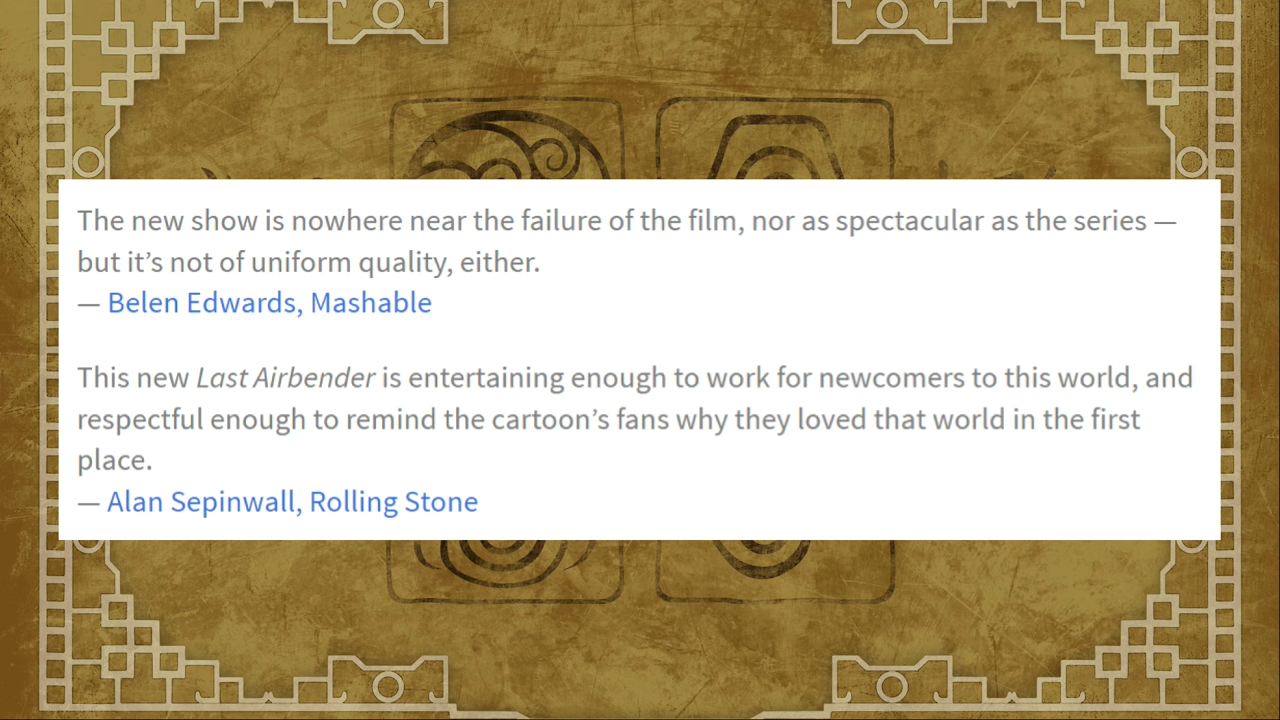 The new show is nowhere near the failure of the film, nor as spectacular as the series —
but it’s not of uniform quality, either.
— Belen Edwards, Mashable
This new Last Airbender is entertaining enough to work for newcomers to this world, and
respectful enough to remind the cartoon’s fans why they loved that world in the first
place.
— Alan Sepinwall, Rolling Stone